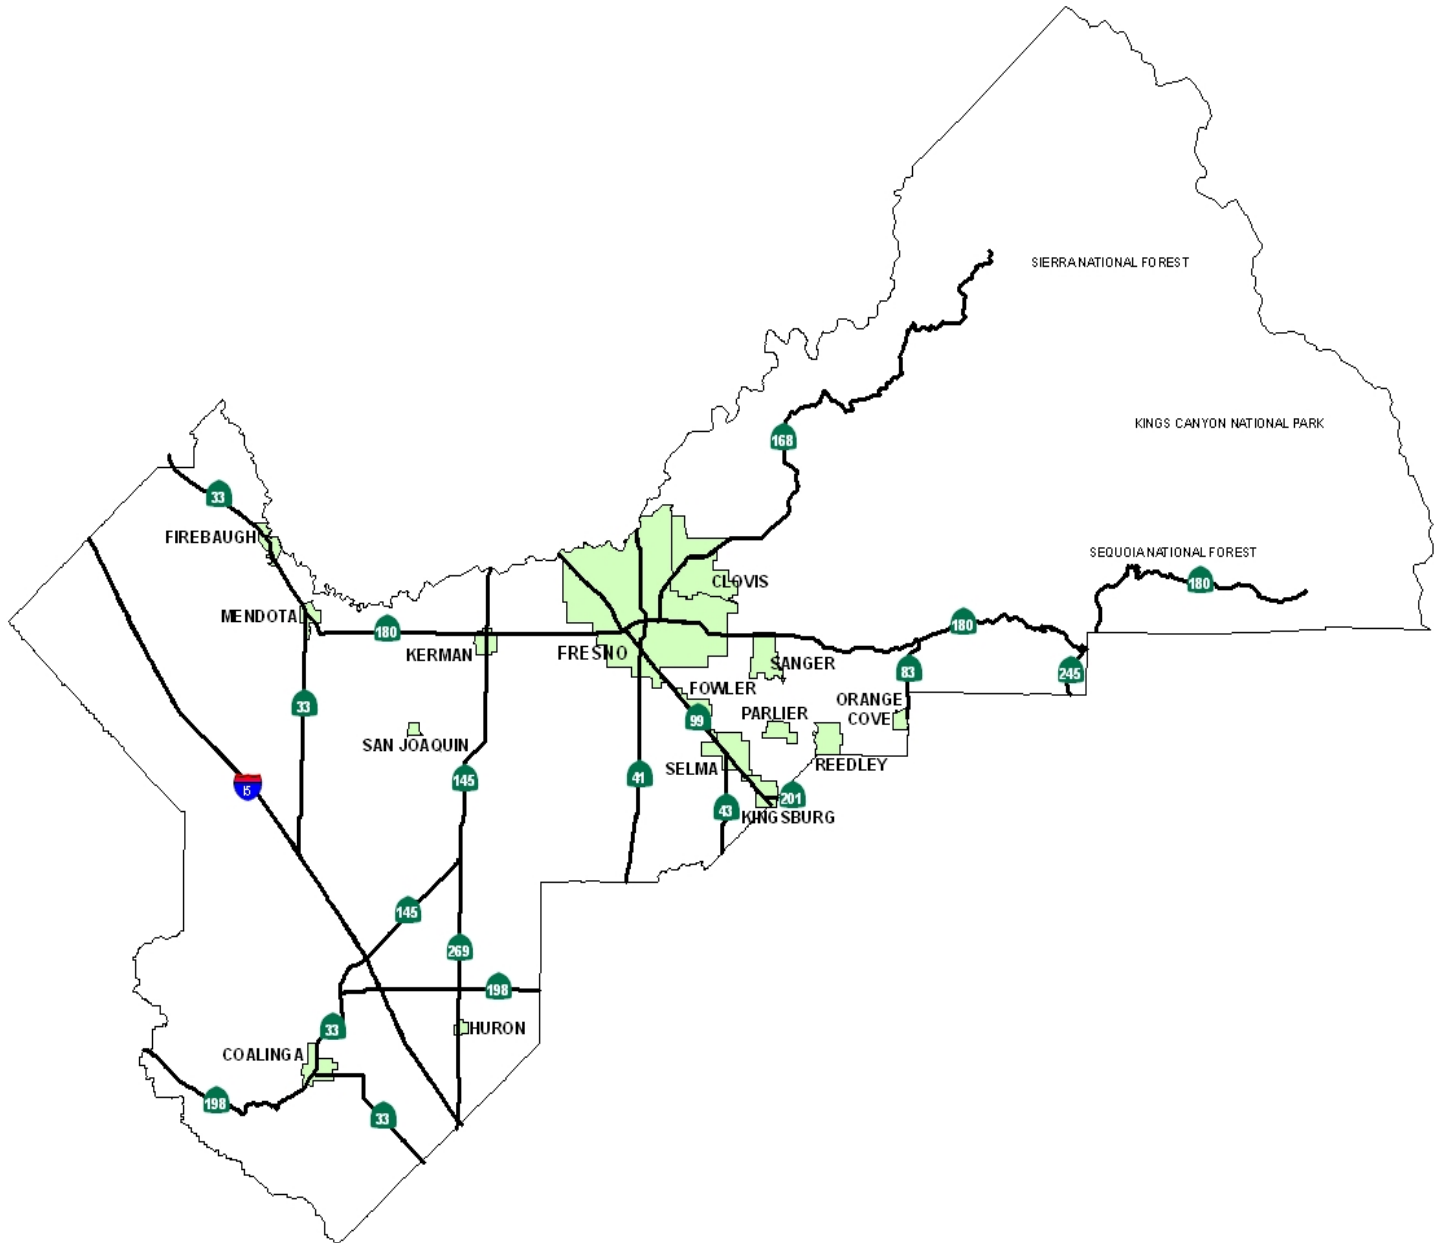 SIERRA NATIONAL FOREST
KINGS CANYON NATIONAL PARK
168
33
FIREBAUGH
SEQUOIA NATIONAL FOREST
180
CLOVIS
MENDOTA
180
180
KERMAN
FRESNO
SANGER
83
245
FOWLER
ORANGE
COVE
33
99
PARLIER
SAN JOAQUIN
SELMA
REEDLEY
15
145
41
43
201
KINGSBURG
145
269
198
33
HURON
COALINGA
198
33